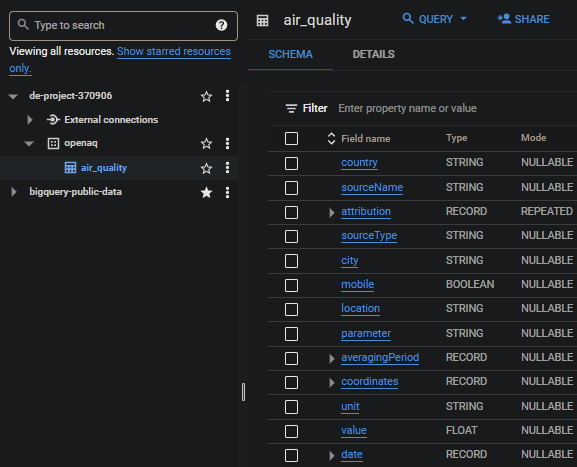 Type to search
Viewing all resources. Show starred resources
only.
de-project-370906
External connections
openaq
air_quality
bigquery-public-data
air_quality
QUERY
SHARE
SCHEMA
DETAILS
Filter Enter property name or value
Field name Type Mode
country STRING NULLABLE
sourceName STRING NULLABLE
attribution RECORD REPEATED
sourceType STRING NULLABLE
city STRING NULLABLE
mobile BOOLEAN NULLABLE
location STRING NULLABLE
parameter STRING NULLABLE
averagingPeriod RECORD NULLABLE
coordinates RECORD NULLABLE
unit STRING NULLABLE
value FLOAT NULLABLE
date RECORD NULLABLE